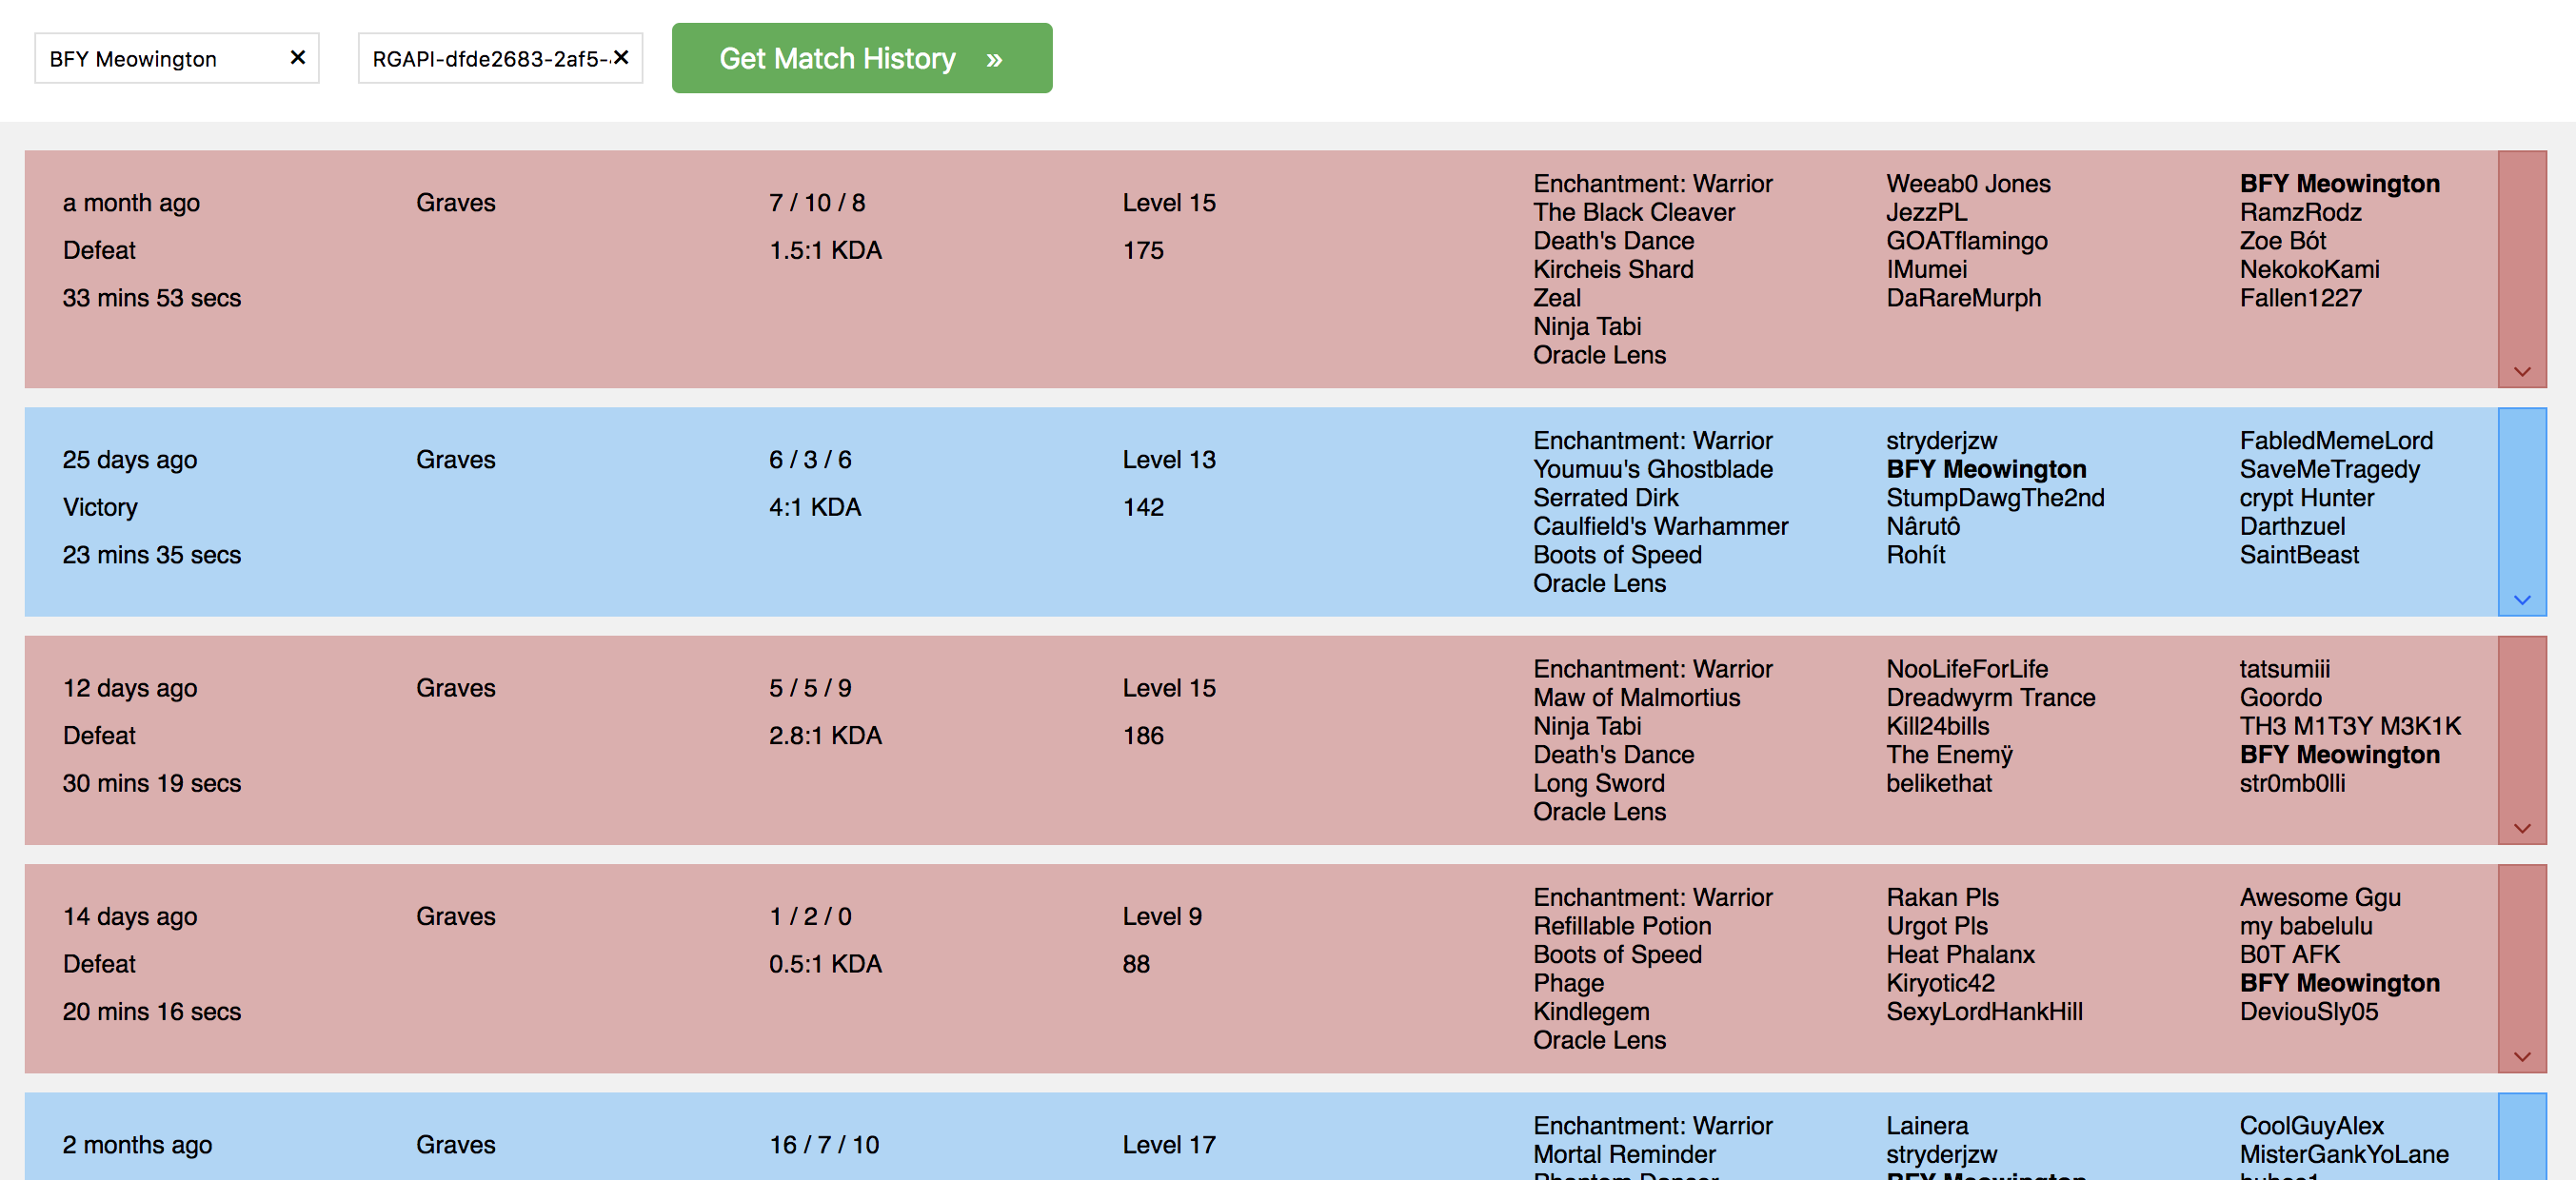 BFY Meowington ×
RGAPI-dfde2683-2af5- ×
Get Match History »
a month ago
Defeat
33 mins 53 secs
Graves
7 / 10 / 8
1.5:1 KDA
Level 15
175
Enchantment: Warrior
The Black Cleaver
Death's Dance
Kircheis Shard
Zeal
Ninja Tabi
Oracle Lens
Weeab0 Jones
JezzPL
GOATflamingo
IMumei
DaRareMurph
BFY Meowington
RamzRodz
Zoe Bót
NekokoKami
Fallen1227
25 days ago
Victory
23 mins 35 secs
Graves
6 / 3 / 6
4:1 KDA
Level 13
142
Enchantment: Warrior
Youmuu's Ghostblade
Serrated Dirk
Caulfield's Warhammer
Boots of Speed
Oracle Lens
stryderjzw
BFY Meowington
StumpDawgThe2nd
Nârutô
Rohít
FabledMemeLord
SaveMeTragedy
crypt Hunter
Darthzuel
SaintBeast
12 days ago
Defeat
30 mins 19 secs
Graves
5 / 5 / 9
2.8:1 KDA
Level 15
186
Enchantment: Warrior
Maw of Malmortius
Ninja Tabi
Death's Dance
Long Sword
Oracle Lens
NooLifeForLife
Dreadwyrm Trance
Kill24bills
The Enemÿ
belikethat
tatsumiii
Goordo
TH3 M1T3Y M3K1K
BFY Meowington
str0mb0lli
14 days ago
Defeat
20 mins 16 secs
Graves
1 / 2 / 0
0.5:1 KDA
Level 9
88
Enchantment: Warrior
Refillable Potion
Boots of Speed
Phage
Kindlegem
Oracle Lens
Rakan Pls
Urgot Pls
Heat Phalanx
Kiryotic42
SexyLordHankHill
Awesome Ggu
my babelulu
B0T AFK
BFY Meowington
DeviouSly05
2 months ago
Graves
16 / 7 / 10
Level 17
Enchantment: Warrior
Mortal Reminder
Phantom Dancer
Lainera
stryderjzw
BFY Meowington
CoolGuyAlex
MisterGankYoLane